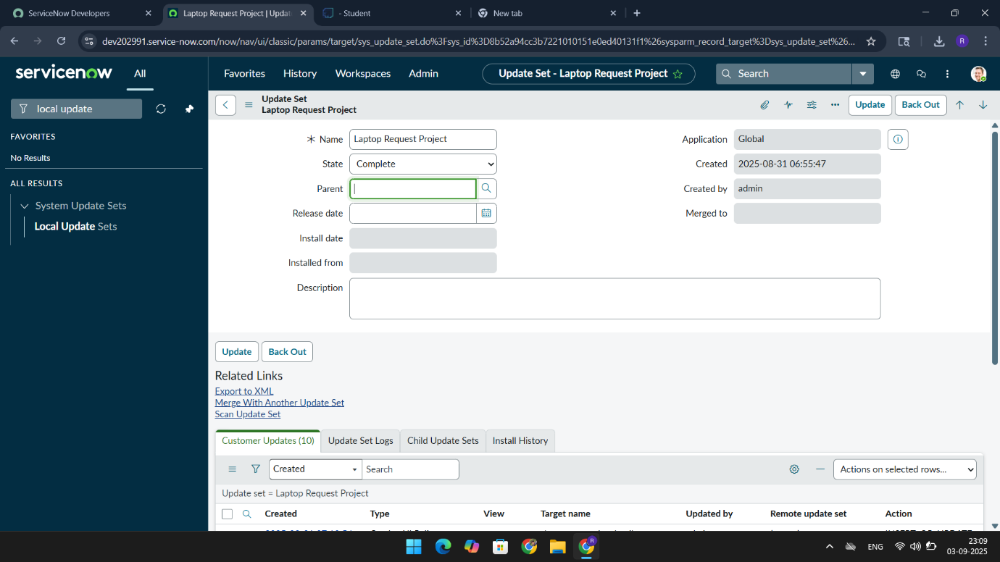 ServiceNow Developers
Laptop Request Project | Updat
- Student
New tab
dev202991.service-now.com/now/nav/ui/classic/params/target/sys_update_set.do%3Fsys_id%3D8b52a94cc3b7221010151e0ed40131f1%26sysparm_record_target%3Dsys_update_set%26...
R
servicenow
All
Favorites
History
Workspaces
Admin
Update Set - Laptop Request Project
Search
local update
FAVORITES
No Results
ALL RESULTS
System Update Sets
Local Update Sets
Update Set
Laptop Request Project
Update
Back Out
Name
Laptop Request Project
Application
Global
State
Complete
Created
2025-08-31 06:55:47
Parent
Created by
admin
Release date
Merged to
Install date
Installed from
Description
Update
Back Out
Related Links
Export to XML
Merge With Another Update Set
Scan Update Set
Customer Updates (10)
Update Set Logs
Child Update Sets
Install History
Created
Search
Actions on selected rows...
Update set = Laptop Request Project
Created
Type
View
Target name
Updated by
Remote update set
Action
R
ENG
23:09
03-09-2025